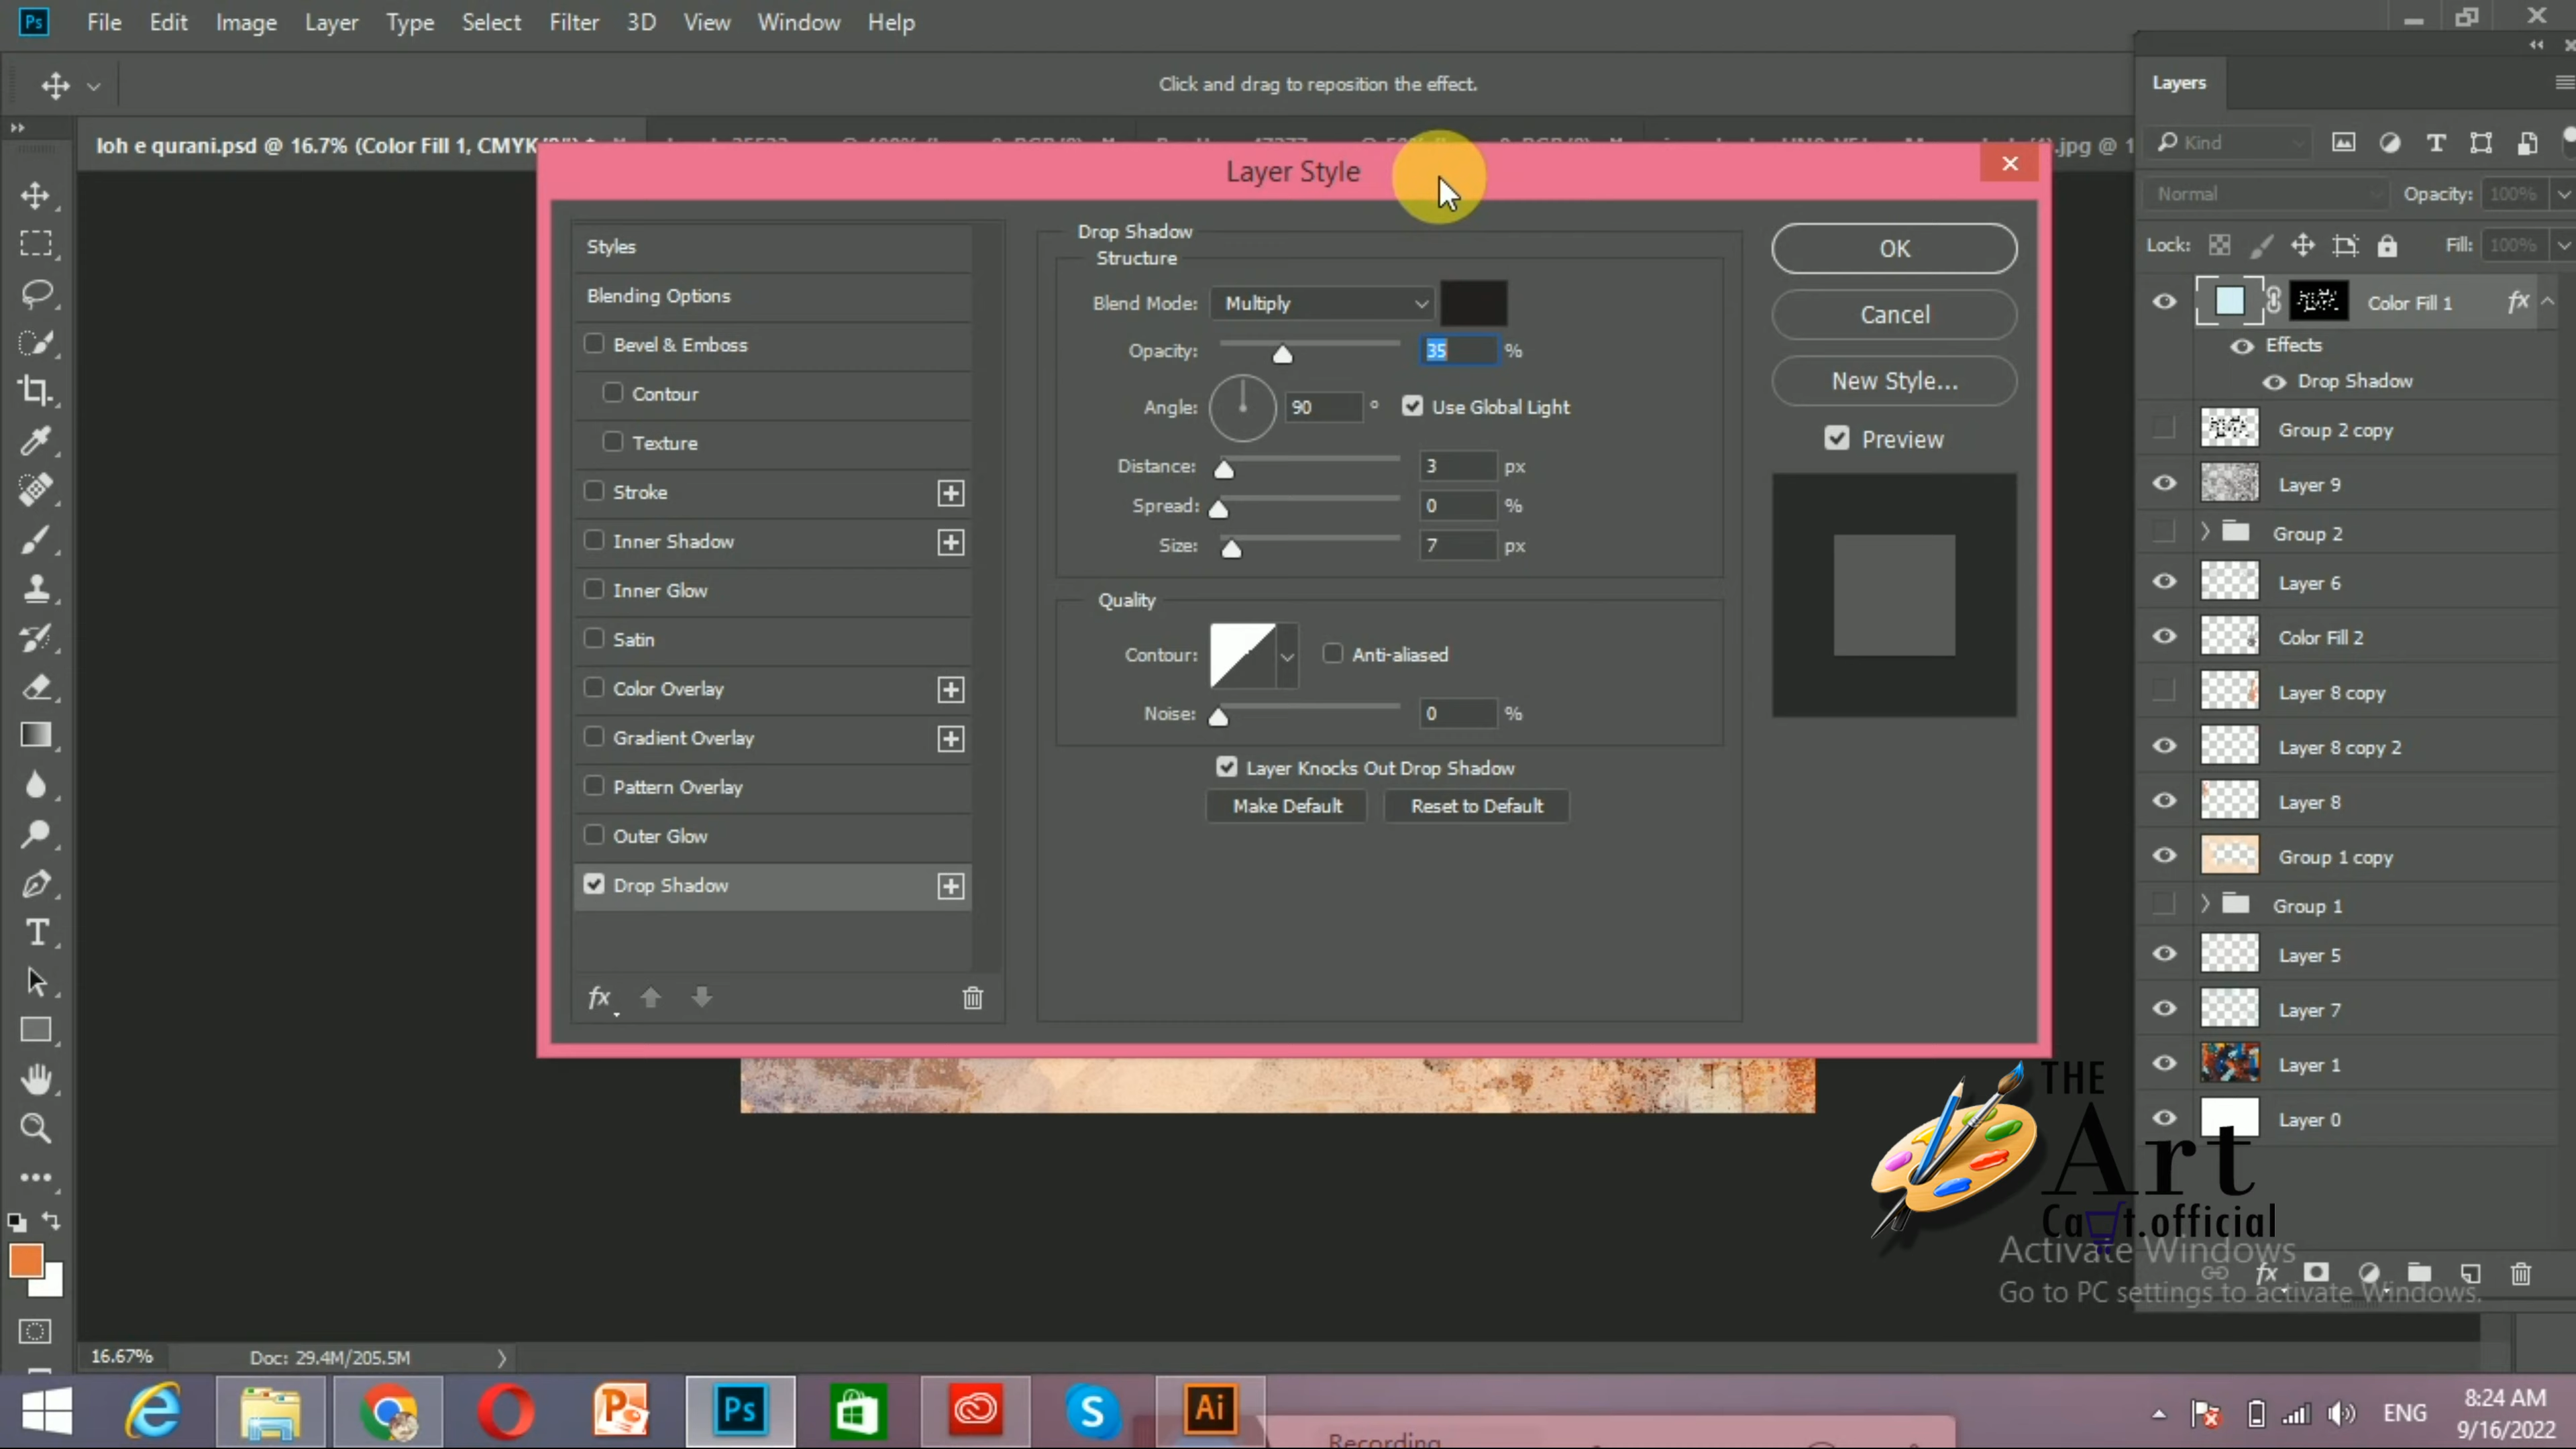 Ps File Edit Image Layer Type Select Filter 3D View Window Help
Click and drag to reposition the effect.
loh e qurani.psd @ 16.7% (Color Fill 1, CMYK
.jpg @ 1
Layer Style
Styles
Blending Options
Bevel & Emboss
Contour
Texture
Stroke
Inner Shadow
Inner Glow
Satin
Color Overlay
Gradient Overlay
Pattern Overlay
Outer Glow
Drop Shadow
fx
Drop Shadow
Structure
Blend Mode: Multiply
Opacity: 35 %
Angle: 90 ° Use Global Light
Distance: 3 px
Spread: 0 %
Size: 7 px
Quality
Contour: Anti-aliased
Noise: 0 %
Layer Knocks Out Drop Shadow
Make Default Reset to Default
OK
Cancel
New Style...
Preview
Layers
Kind
Normal Opacity: 100%
Lock: Fill: 100%
Color Fill 1 fx
Effects
Drop Shadow
Group 2 copy
Layer 9
Group 2
Layer 6
Color Fill 2
Layer 8 copy
Layer 8 copy 2
Layer 8
Group 1 copy
Group 1
Layer 5
Layer 7
Layer 1
Layer 0
THE
Art
Cart.official
Activate Windows
Go to PC settings to activate Windows.
fx
16.67% Doc: 29.4M/205.5M
Ps
Ai
Recording
ENG
8:24 AM
9/16/2022